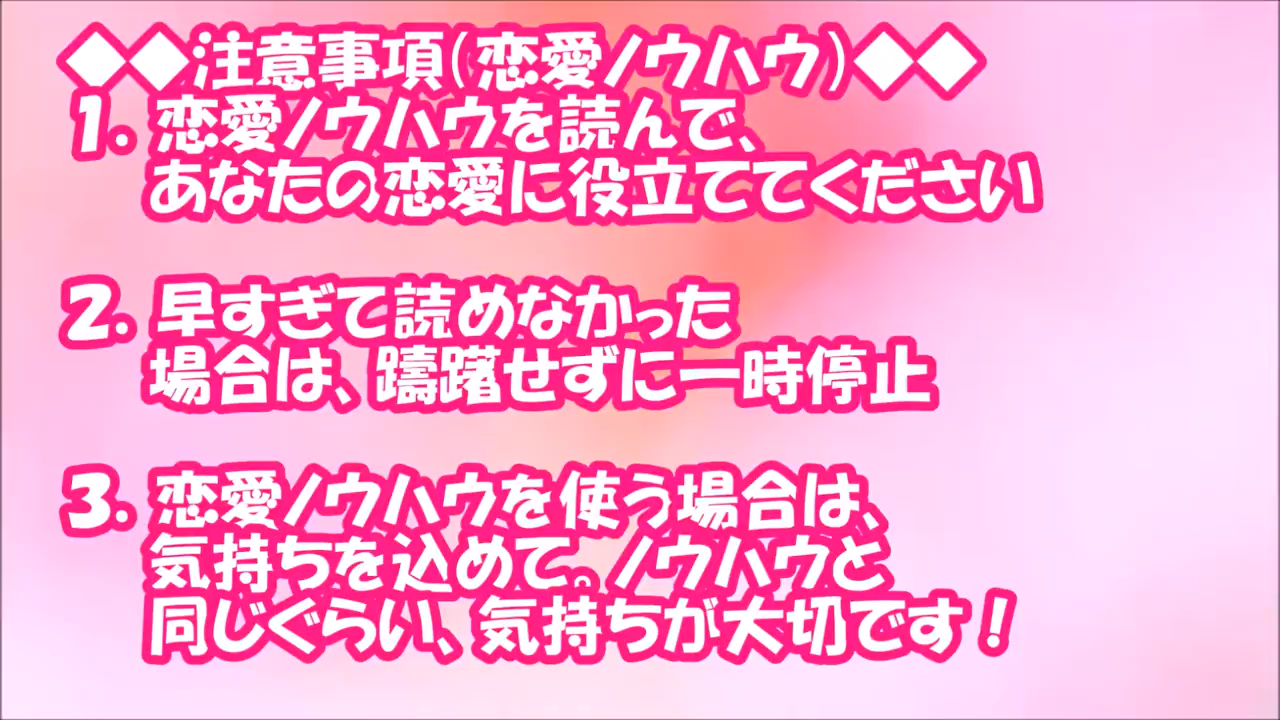 ◆◆注意事項(恋愛ノウハウ)◆◆
1. 恋愛ノウハウを読んで、
あなたの恋愛に役立ててください
2. 早すぎて読めなかった
場合は、躊躇せずに一時停止
3. 恋愛ノウハウを使う場合は、
気持ちを込めて。ノウハウと
同じぐらい、気持ちが大切です!